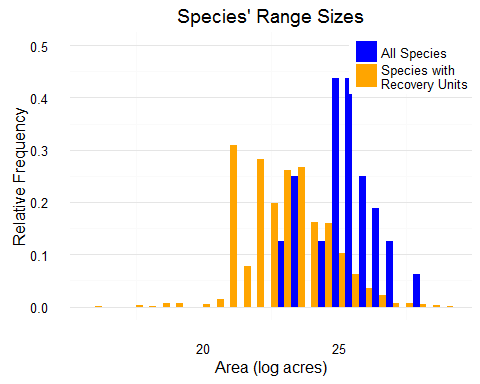 Species' Range Sizes
All Species
Species with
Recovery Units
Relative Frequency
0.5
0.4
0.3
0.2
0.1
0.0
20
25
Area (log acres)